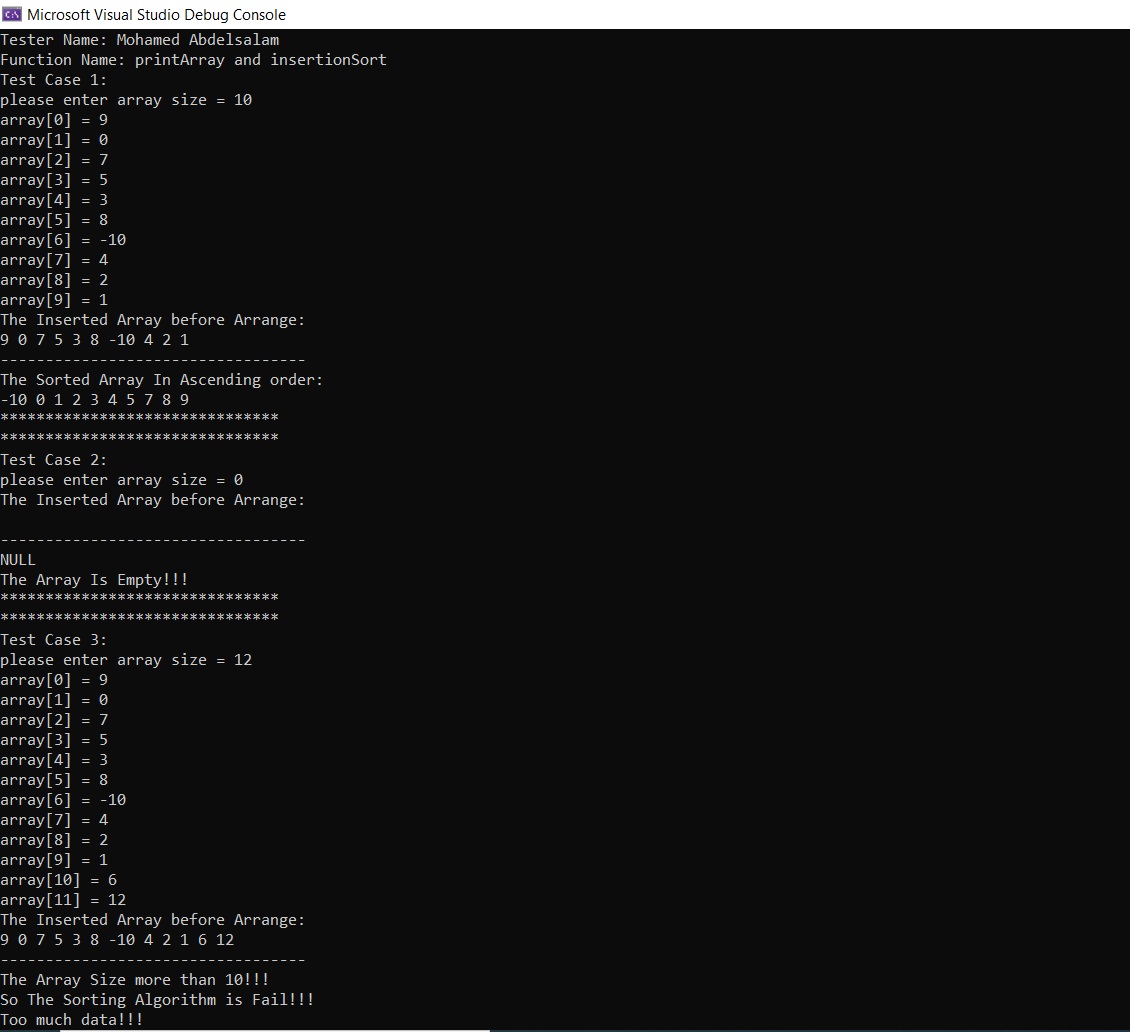 C:\ Microsoft Visual Studio Debug Console
Tester Name: Mohamed Abdelsalam
Function Name: printArray and insertionSort
Test Case 1:
please enter array size = 10
array[0] = 9
array[1] = 0
array[2] = 7
array[3] = 5
array[4] = 3
array[5] = 8
array[6] = -10
array[7] = 4
array[8] = 2
array[9] = 1
The Inserted Array before Arrange:
9 0 7 5 3 8 -10 4 2 1
----------------------------------
The Sorted Array In Ascending order:
-10 0 1 2 3 4 5 7 8 9
*******************************
*******************************
Test Case 2:
please enter array size = 0
The Inserted Array before Arrange:

----------------------------------
NULL
The Array Is Empty!!!
*******************************
*******************************
Test Case 3:
please enter array size = 12
array[0] = 9
array[1] = 0
array[2] = 7
array[3] = 5
array[4] = 3
array[5] = 8
array[6] = -10
array[7] = 4
array[8] = 2
array[9] = 1
array[10] = 6
array[11] = 12
The Inserted Array before Arrange:
9 0 7 5 3 8 -10 4 2 1 6 12
----------------------------------
The Array Size more than 10!!!
So The Sorting Algorithm is Fail!!!
Too much data!!!